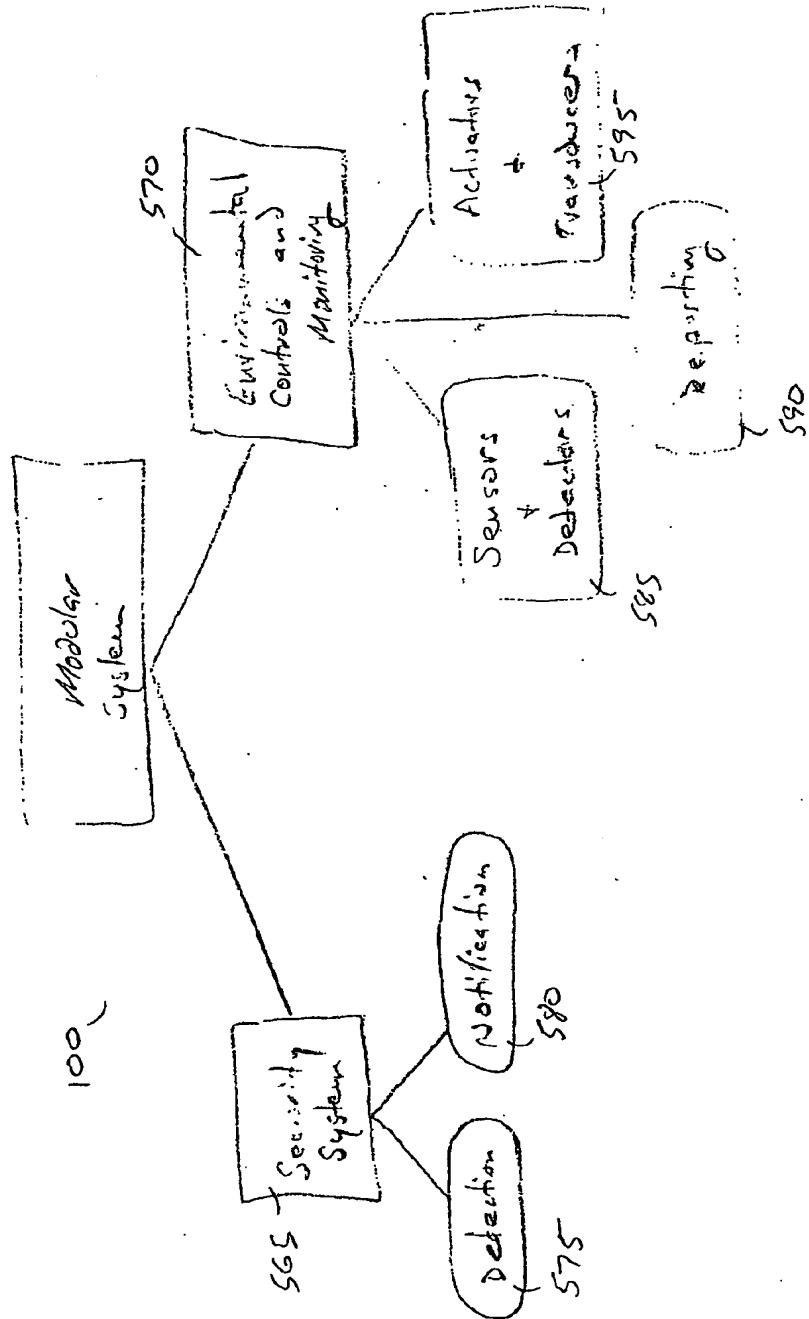 100
Modular
System
565
Security
System
570
Environmental
Controls and
Monitoring
Detection
575
Notification
580
Sensors
+
Detectors
585
Reporting
590
Activators
+
Transducers
595